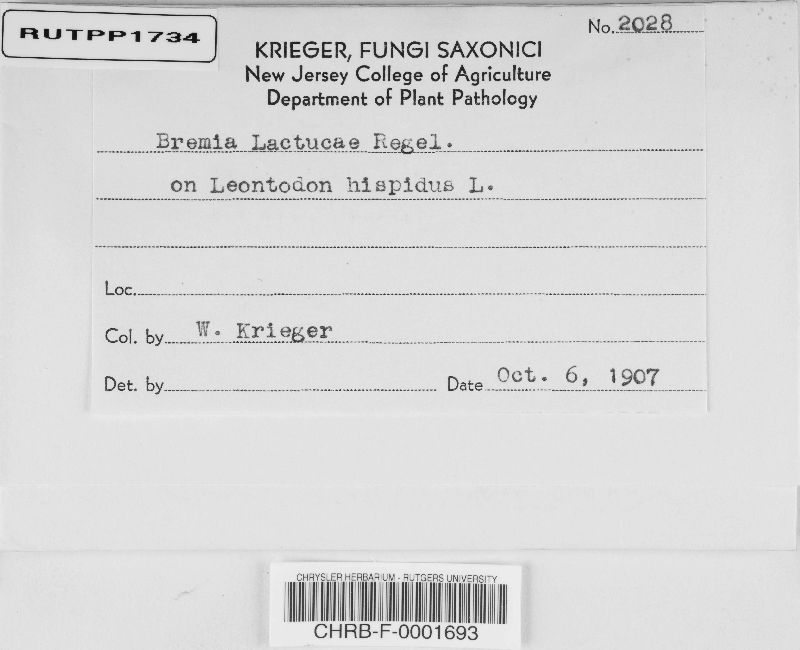 RUTPP1734
No. 2028
KRIEGER, FUNGI SAXONICI
New Jersey College of Agriculture
Department of Plant Pathology
Bremia Lactucae Regel.
on Leontodon hispidus L.
Loc.
Col. by W. Krieger
Det. by Date Oct. 6, 1907
CHRYSLER HERBARIUM - RUTGERS UNIVERSITY
CHRB-F-0001693